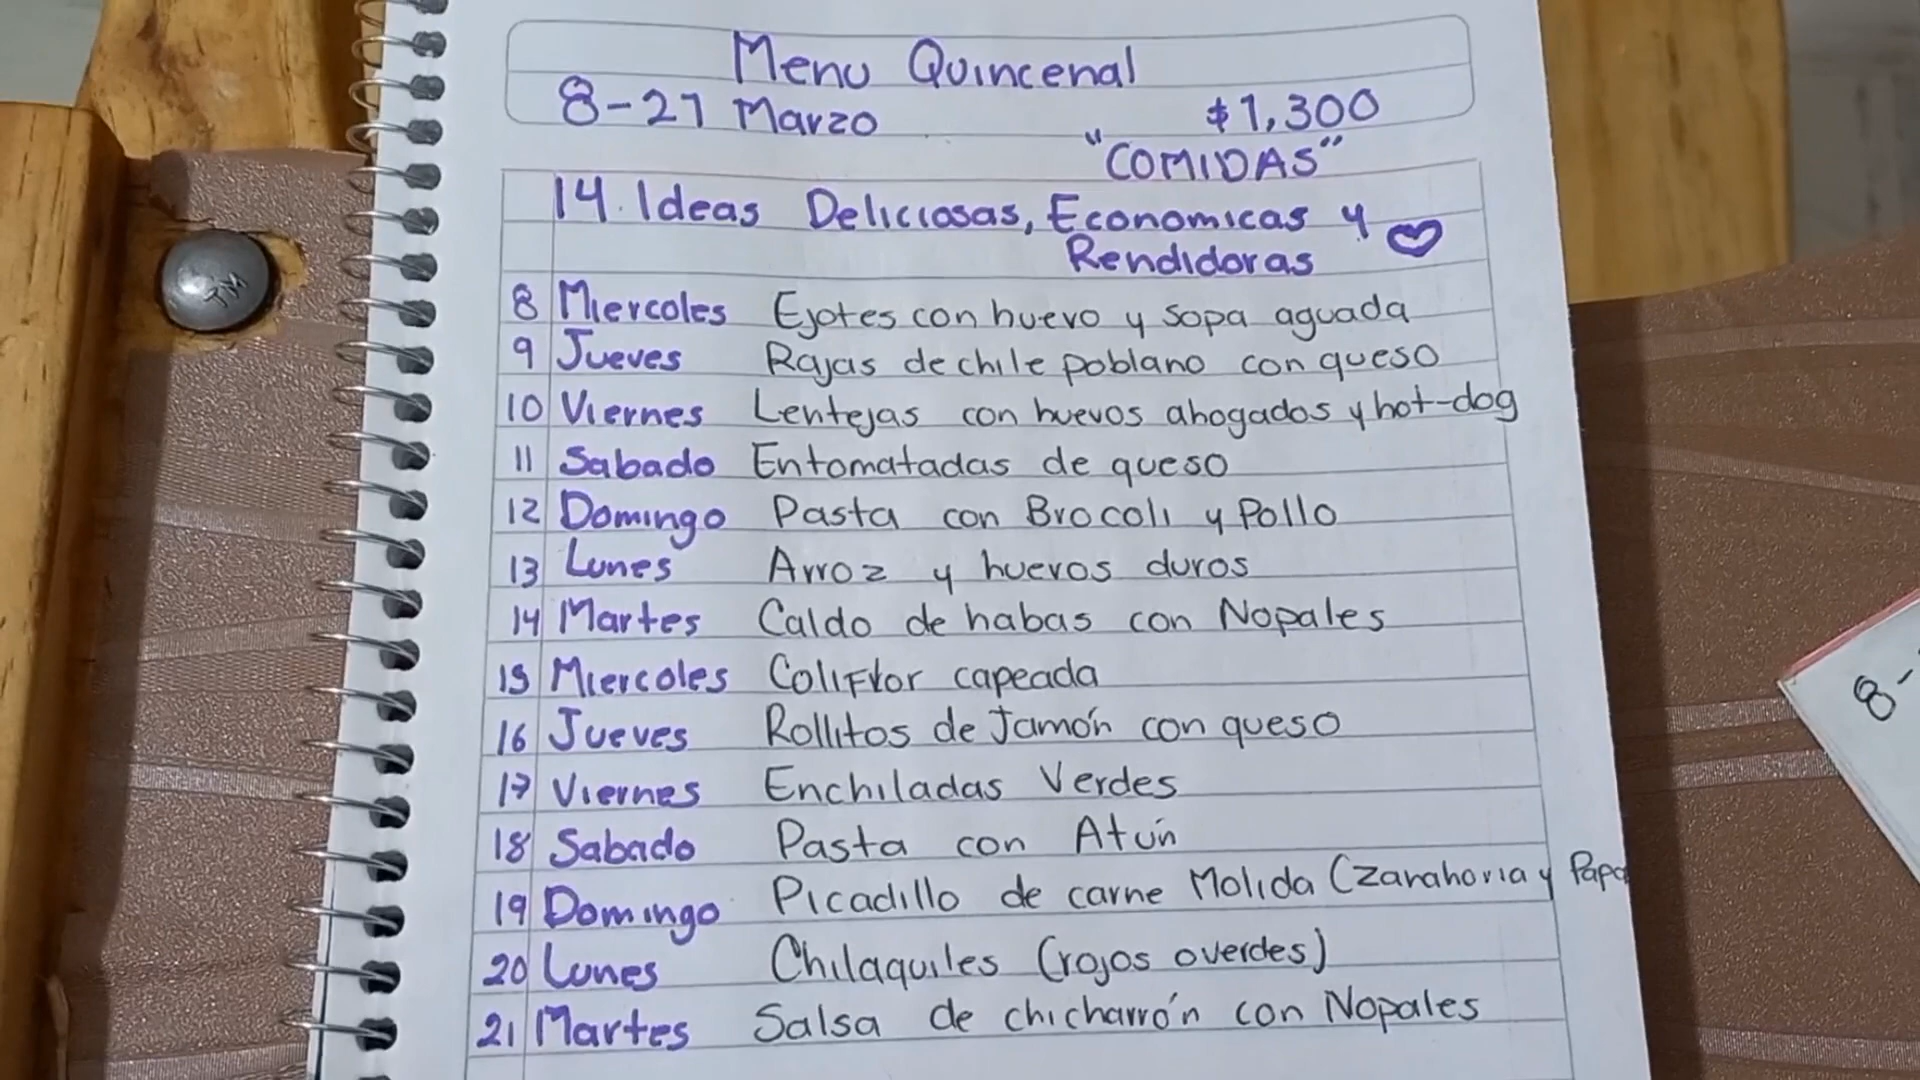 Menu Quincenal
8-21 Marzo $1,300
"COMIDAS"
14. Ideas Deliciosas, Economicas y
Rendidoras
8 Miercoles Ejotes con huevo y sopa aguada
9 Jueves Rajas de chile poblano con queso
10 Viernes Lentejas con huevos ahogados y hot-dog
11 Sabado Entomatadas de queso
12 Domingo Pasta con Brocoli y Pollo
13 Lunes Arroz y huevos duros
14 Martes Caldo de habas con Nopales
15 Miercoles Coliflor capeada
16 Jueves Rollitos de Jamón con queso
17 Viernes Enchiladas Verdes
18 Sabado Pasta con Atún
19 Domingo Picadillo de carne Molida (Zanahoria y Papa
20 Lunes Chilaquiles (rojos o verdes)
21 Martes Salsa de chicharrón con Nopales
TM
8-